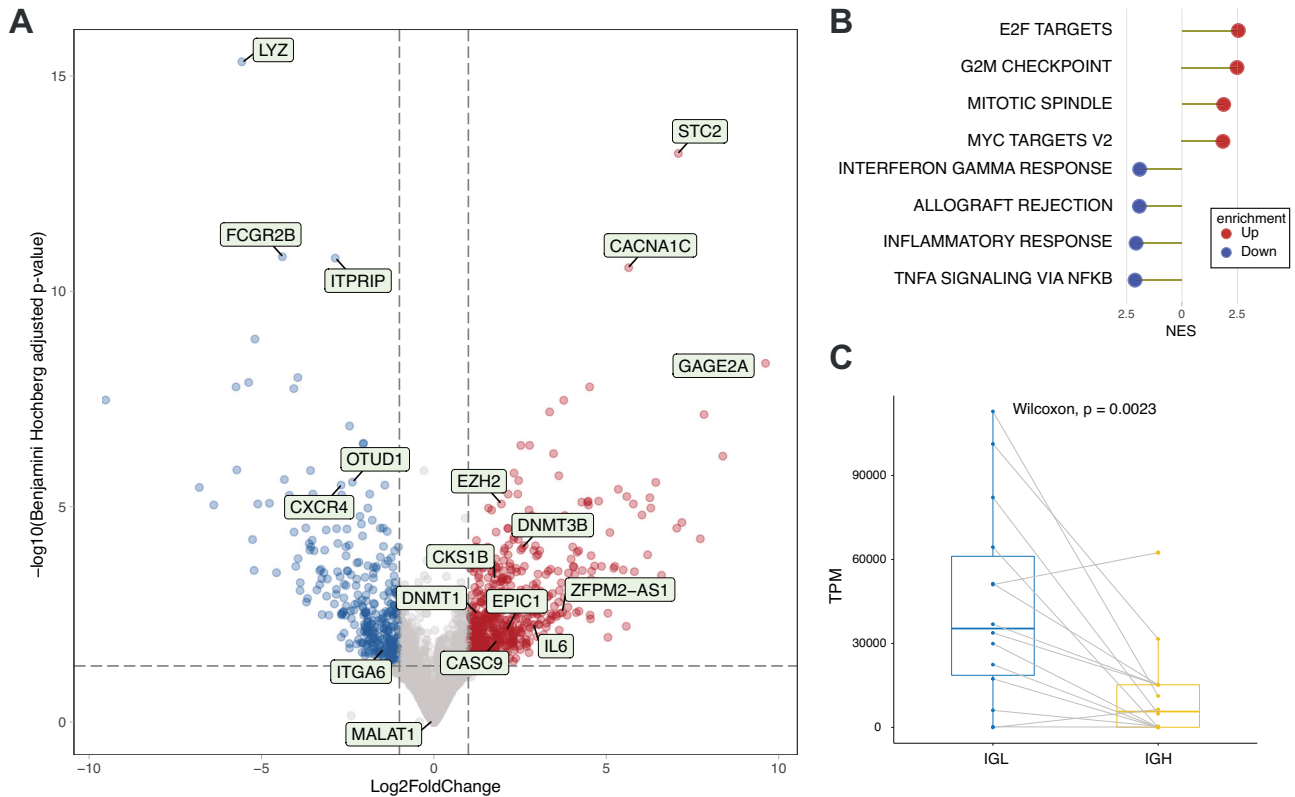 A
LYZ
STC2
FCGR2B
ITPRIP
CACNA1C
GAGE2A
OTUD1
CXCR4
EZH2
DNMT3B
CKS1B
DNMT1
EPIC1
ZFPM2−AS1
IL6
CASC9
ITGA6
MALAT1
15
10
5
0
−log10(Benjamini Hochberg adjusted p-value)
−10
−5
0
5
10
Log2FoldChange
B
E2F TARGETS
G2M CHECKPOINT
MITOTIC SPINDLE
MYC TARGETS V2
INTERFERON GAMMA RESPONSE
ALLOGRAFT REJECTION
INFLAMMATORY RESPONSE
TNFA SIGNALING VIA NFKB
enrichment
Up
Down
2.5
0
2.5
NES
C
Wilcoxon, p = 0.0023
90000
60000
30000
0
TPM
IGL
IGH